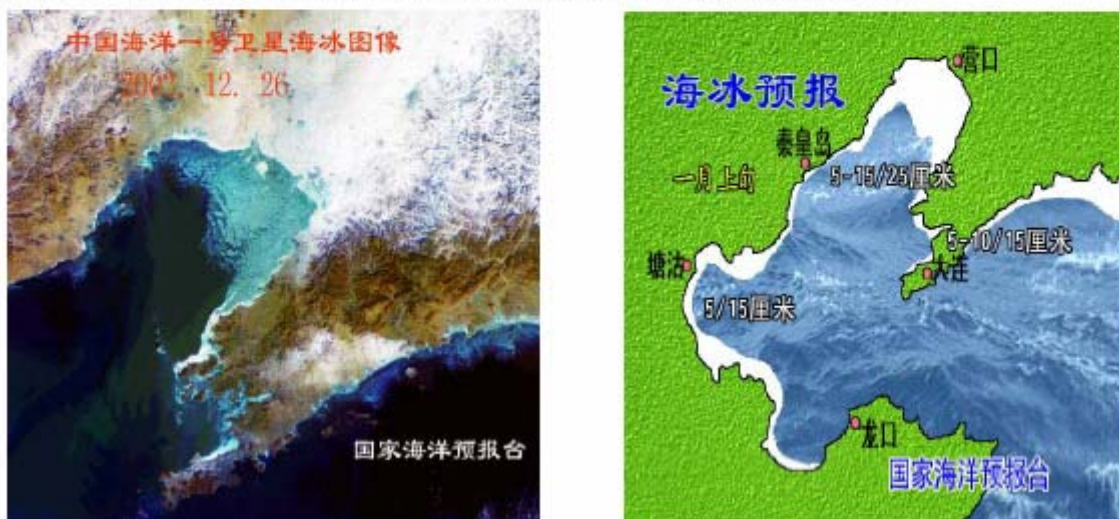 中国海洋一号卫星海冰图像
2002. 12. 26
国家海洋预报台
海冰预报
营口
秦皇岛
一月上旬
5-15/25厘米
5-10/15厘米
塘沽
大连
5/15厘米
龙口
国家海洋预报台